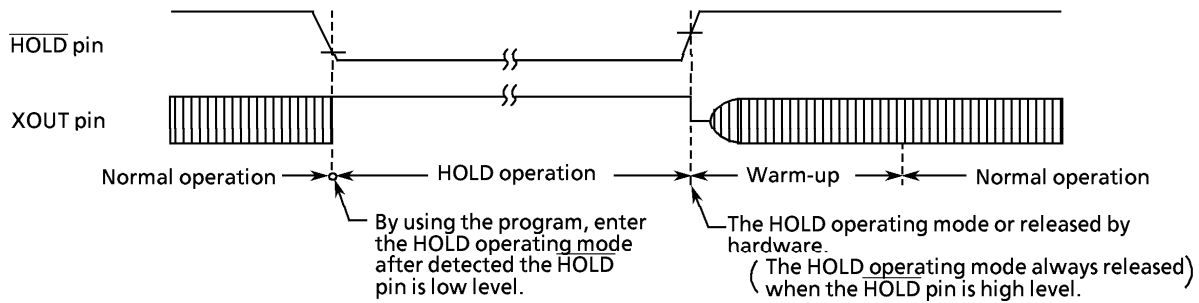 HOLD pin
XOUT pin
Normal operation
HOLD operation
Warm-up
Normal operation
By using the program, enter
the HOLD operating mode
after detected the HOLD
pin is low level.
The HOLD operating mode or released by
hardware.
(The HOLD operating mode always released)
when the HOLD pin is high level.